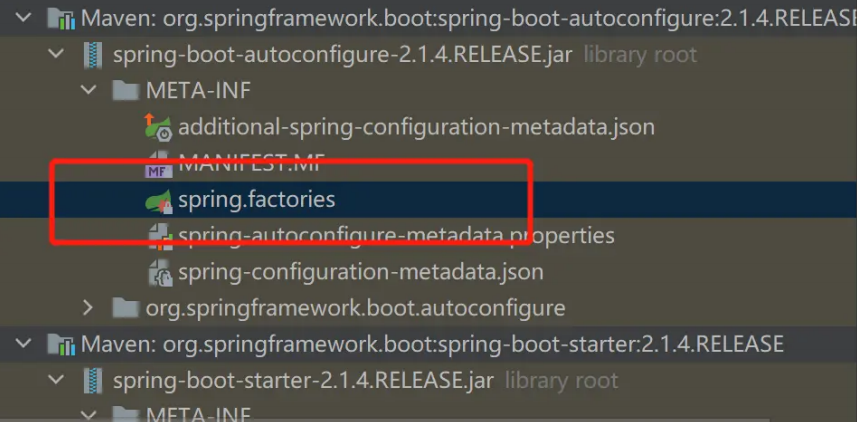 Maven: org.springframework.boot:spring-boot-autoconfigure:2.1.4.RELEASE
spring-boot-autoconfigure-2.1.4.RELEASE.jar library root
META-INF
additional-spring-configuration-metadata.json
MANIFEST.MF
MF
spring.factories
spring-autoconfigure-metadata.properties
spring-configuration-metadata.json
org.springframework.boot.autoconfigure
Maven: org.springframework.boot:spring-boot-starter:2.1.4.RELEASE
spring-boot-starter-2.1.4.RELEASE.jar library root
META-INF